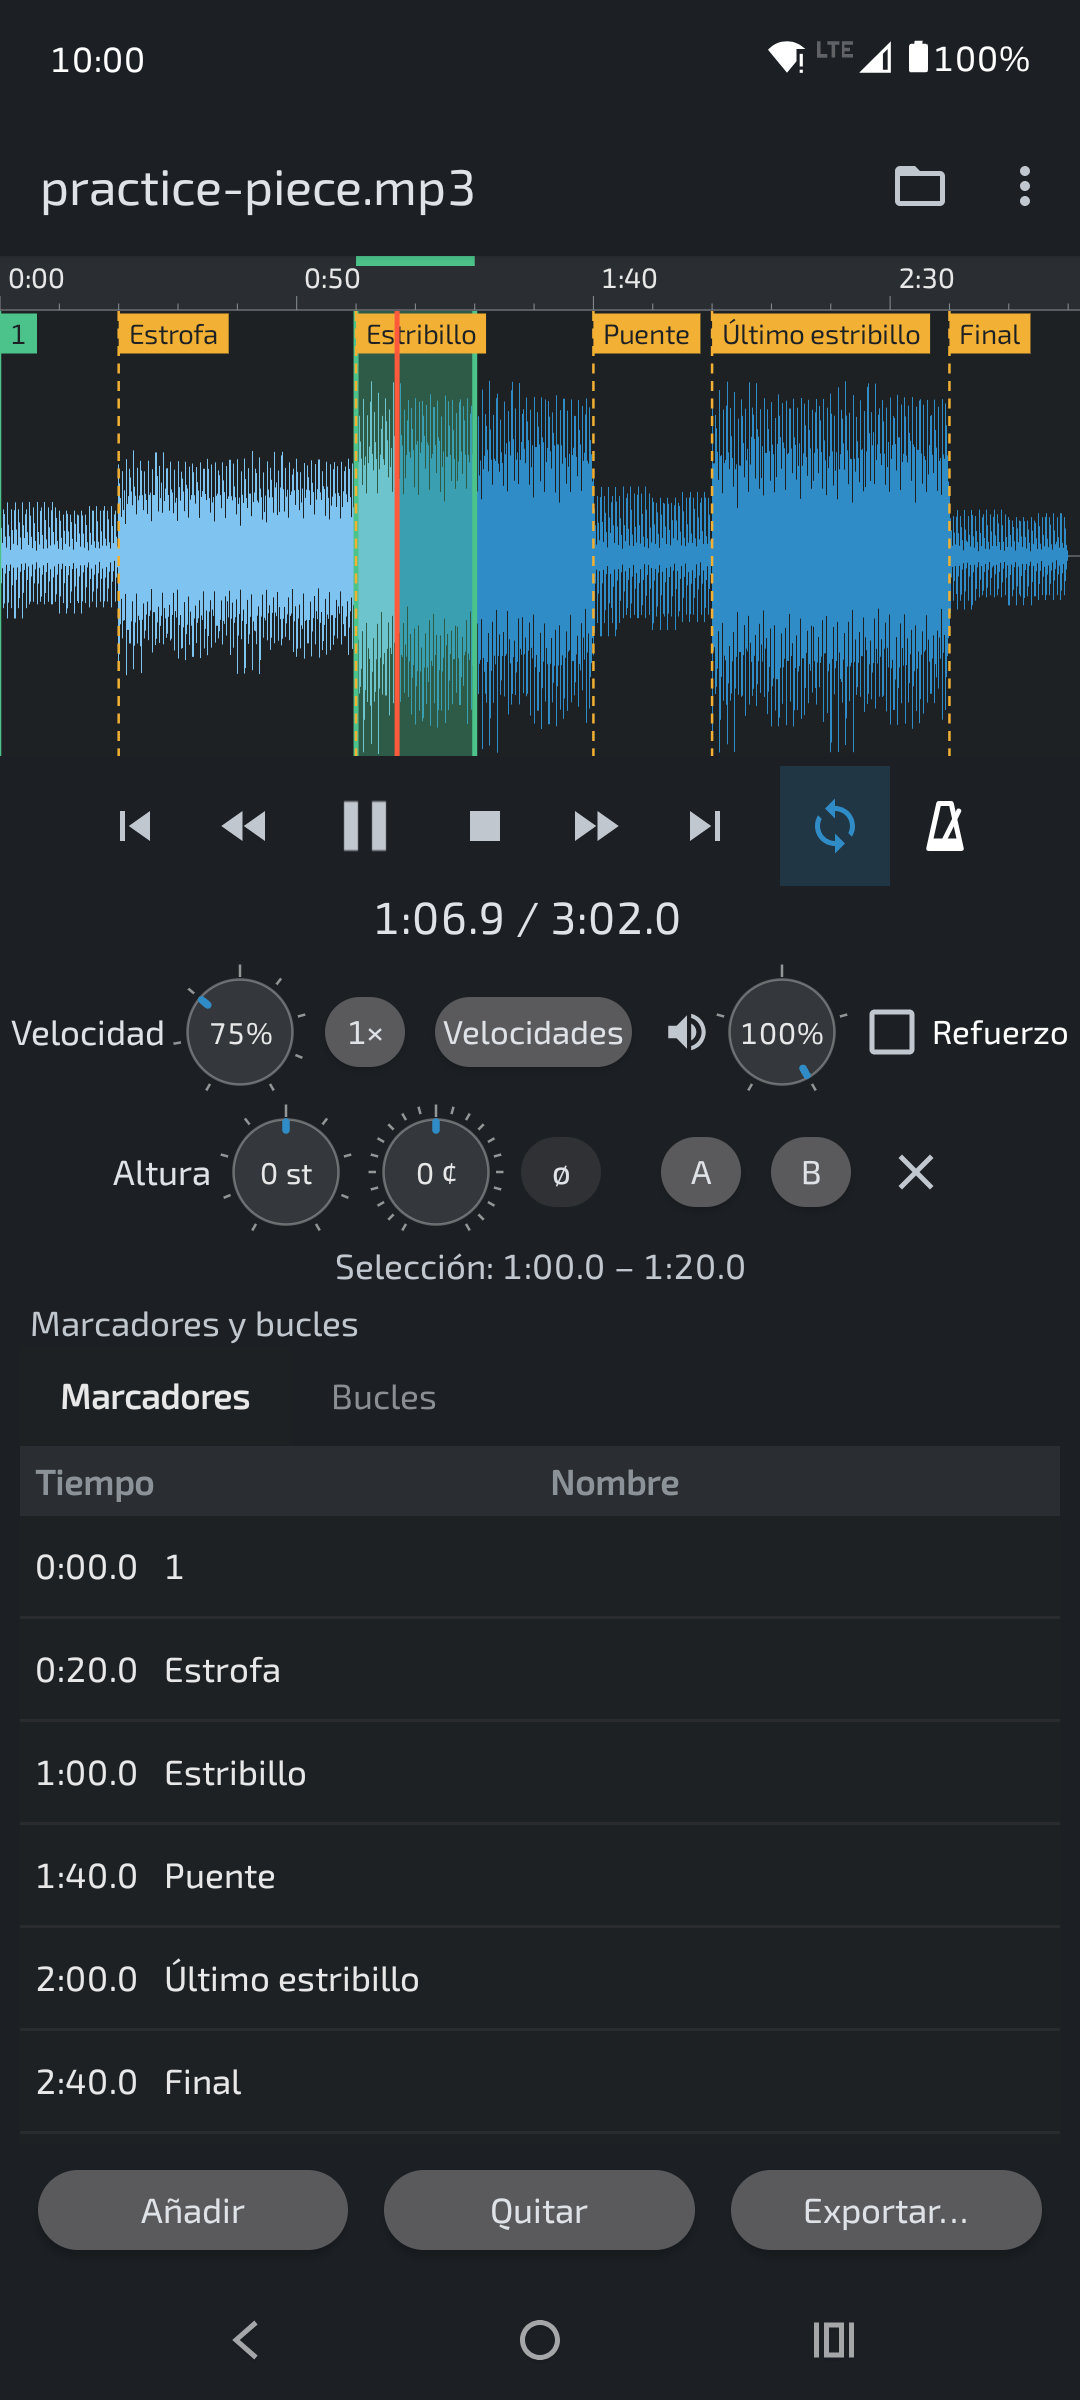 10:00 LTE 100%
practice-piece.mp3
0:00 0:50 1:40 2:30
1 Estrofa Estribillo Puente Último estribillo Final
1:06.9 / 3:02.0
Velocidad 75% 1× Velocidades 100% Refuerzo
Altura 0 st 0 ¢ ø A B
Selección: 1:00.0 – 1:20.0
Marcadores y bucles
Marcadores Bucles
Tiempo Nombre
0:00.0 1
0:20.0 Estrofa
1:00.0 Estribillo
1:40.0 Puente
2:00.0 Último estribillo
2:40.0 Final
Añadir Quitar Exportar...